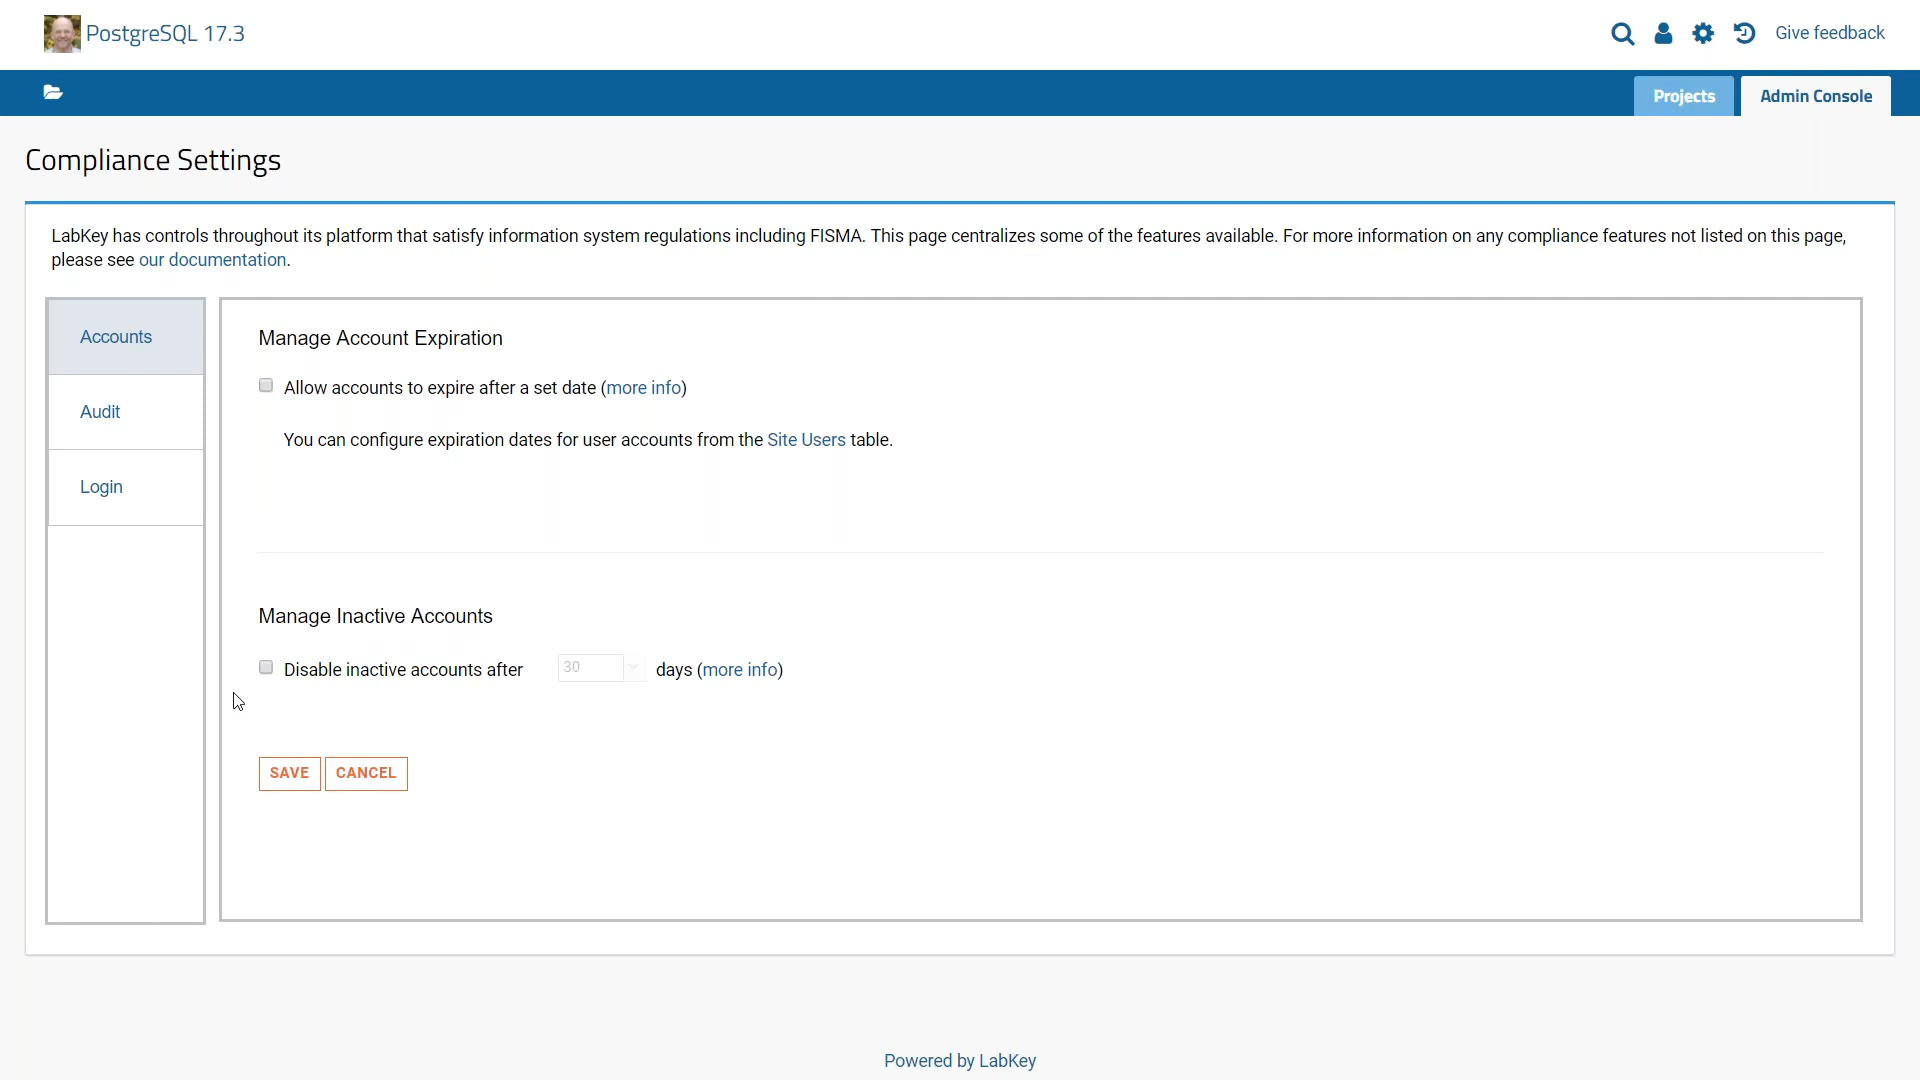 PostgreSQL 17.3
Give feedback
Projects
Admin Console
Compliance Settings
LabKey has controls throughout its platform that satisfy information system regulations including FISMA. This page centralizes some of the features available. For more information on any compliance features not listed on this page,
please see our documentation.
Accounts
Audit
Login
Manage Account Expiration
Allow accounts to expire after a set date (more info)
You can configure expiration dates for user accounts from the Site Users table.
Manage Inactive Accounts
Disable inactive accounts after 30 days (more info)
SAVE CANCEL
Powered by LabKey